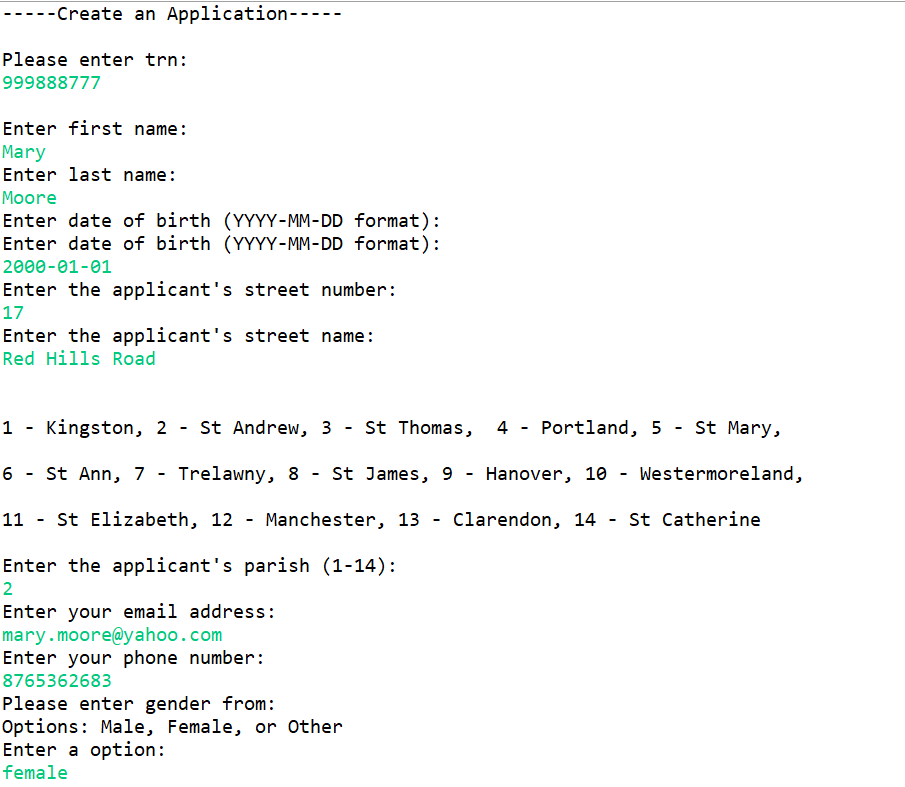 -----Create an Application-----
Please enter trn:
999888777
Enter first name:
Mary
Enter last name:
Moore
Enter date of birth (YYYY-MM-DD format):
Enter date of birth (YYYY-MM-DD format):
2000-01-01
Enter the applicant's street number:
17
Enter the applicant's street name:
Red Hills Road
1 - Kingston, 2 - St Andrew, 3 - St Thomas,  4 - Portland, 5 - St Mary,
6 - St Ann, 7 - Trelawny, 8 - St James, 9 - Hanover, 10 - Westermoreland,
11 - St Elizabeth, 12 - Manchester, 13 - Clarendon, 14 - St Catherine
Enter the applicant's parish (1-14):
2
Enter your email address:
mary.moore@yahoo.com
Enter your phone number:
8765362683
Please enter gender from:
Options: Male, Female, or Other
Enter a option:
female